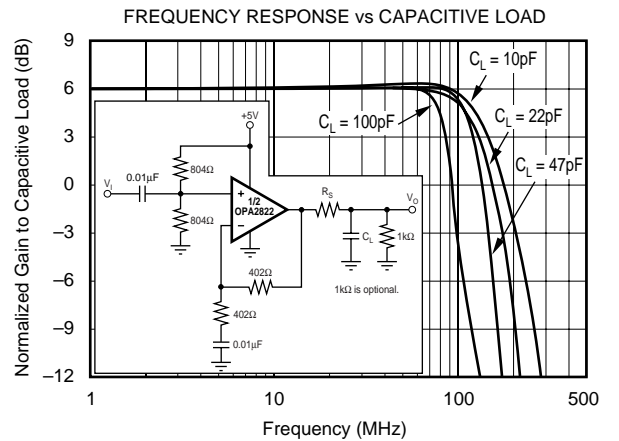 FREQUENCY RESPONSE vs CAPACITIVE LOAD
Normalized Gain to Capacitive Load (dB)
9
6
3
0
–3
–6
–9
–12
C_L = 10pF
C_L = 100pF
C_L = 22pF
C_L = 47pF
+5V
804Ω
0.01µF
V_I
804Ω
+
–
1/2
OPA2822
R_S
V_O
C_L
1kΩ
402Ω
1kΩ is optional.
402Ω
0.01µF
1
10
100
500
Frequency (MHz)